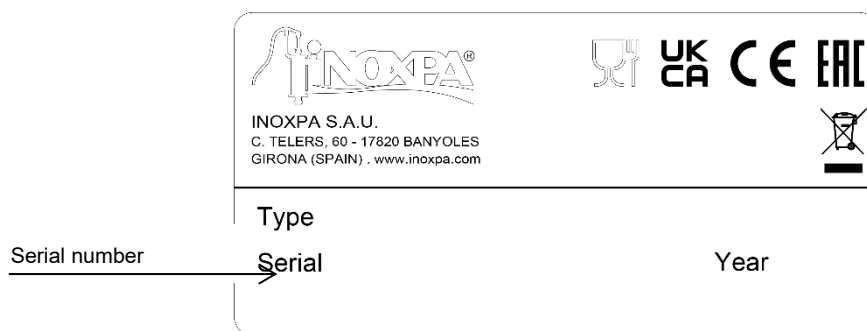 INOXPA®
UK
CA CE EAC
INOXPA S.A.U.
C. TELERS, 60 - 17820 BANYOLES
GIRONA (SPAIN) . www.inoxpa.com
Type
Serial number
Serial Year